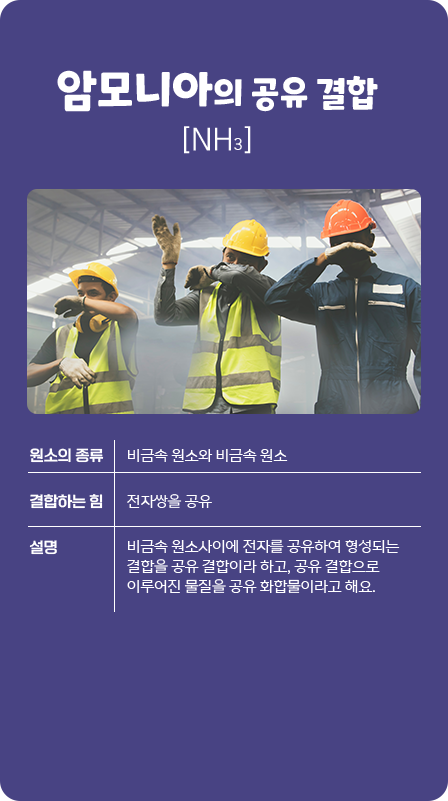 암모니아의 공유 결합
[NH₃]
원소의 종류 비금속 원소와 비금속 원소
결합하는 힘 전자쌍을 공유
설명 비금속 원소사이에 전자를 공유하여 형성되는
결합을 공유 결합이라 하고, 공유 결합으로
이루어진 물질을 공유 화합물이라고 해요.